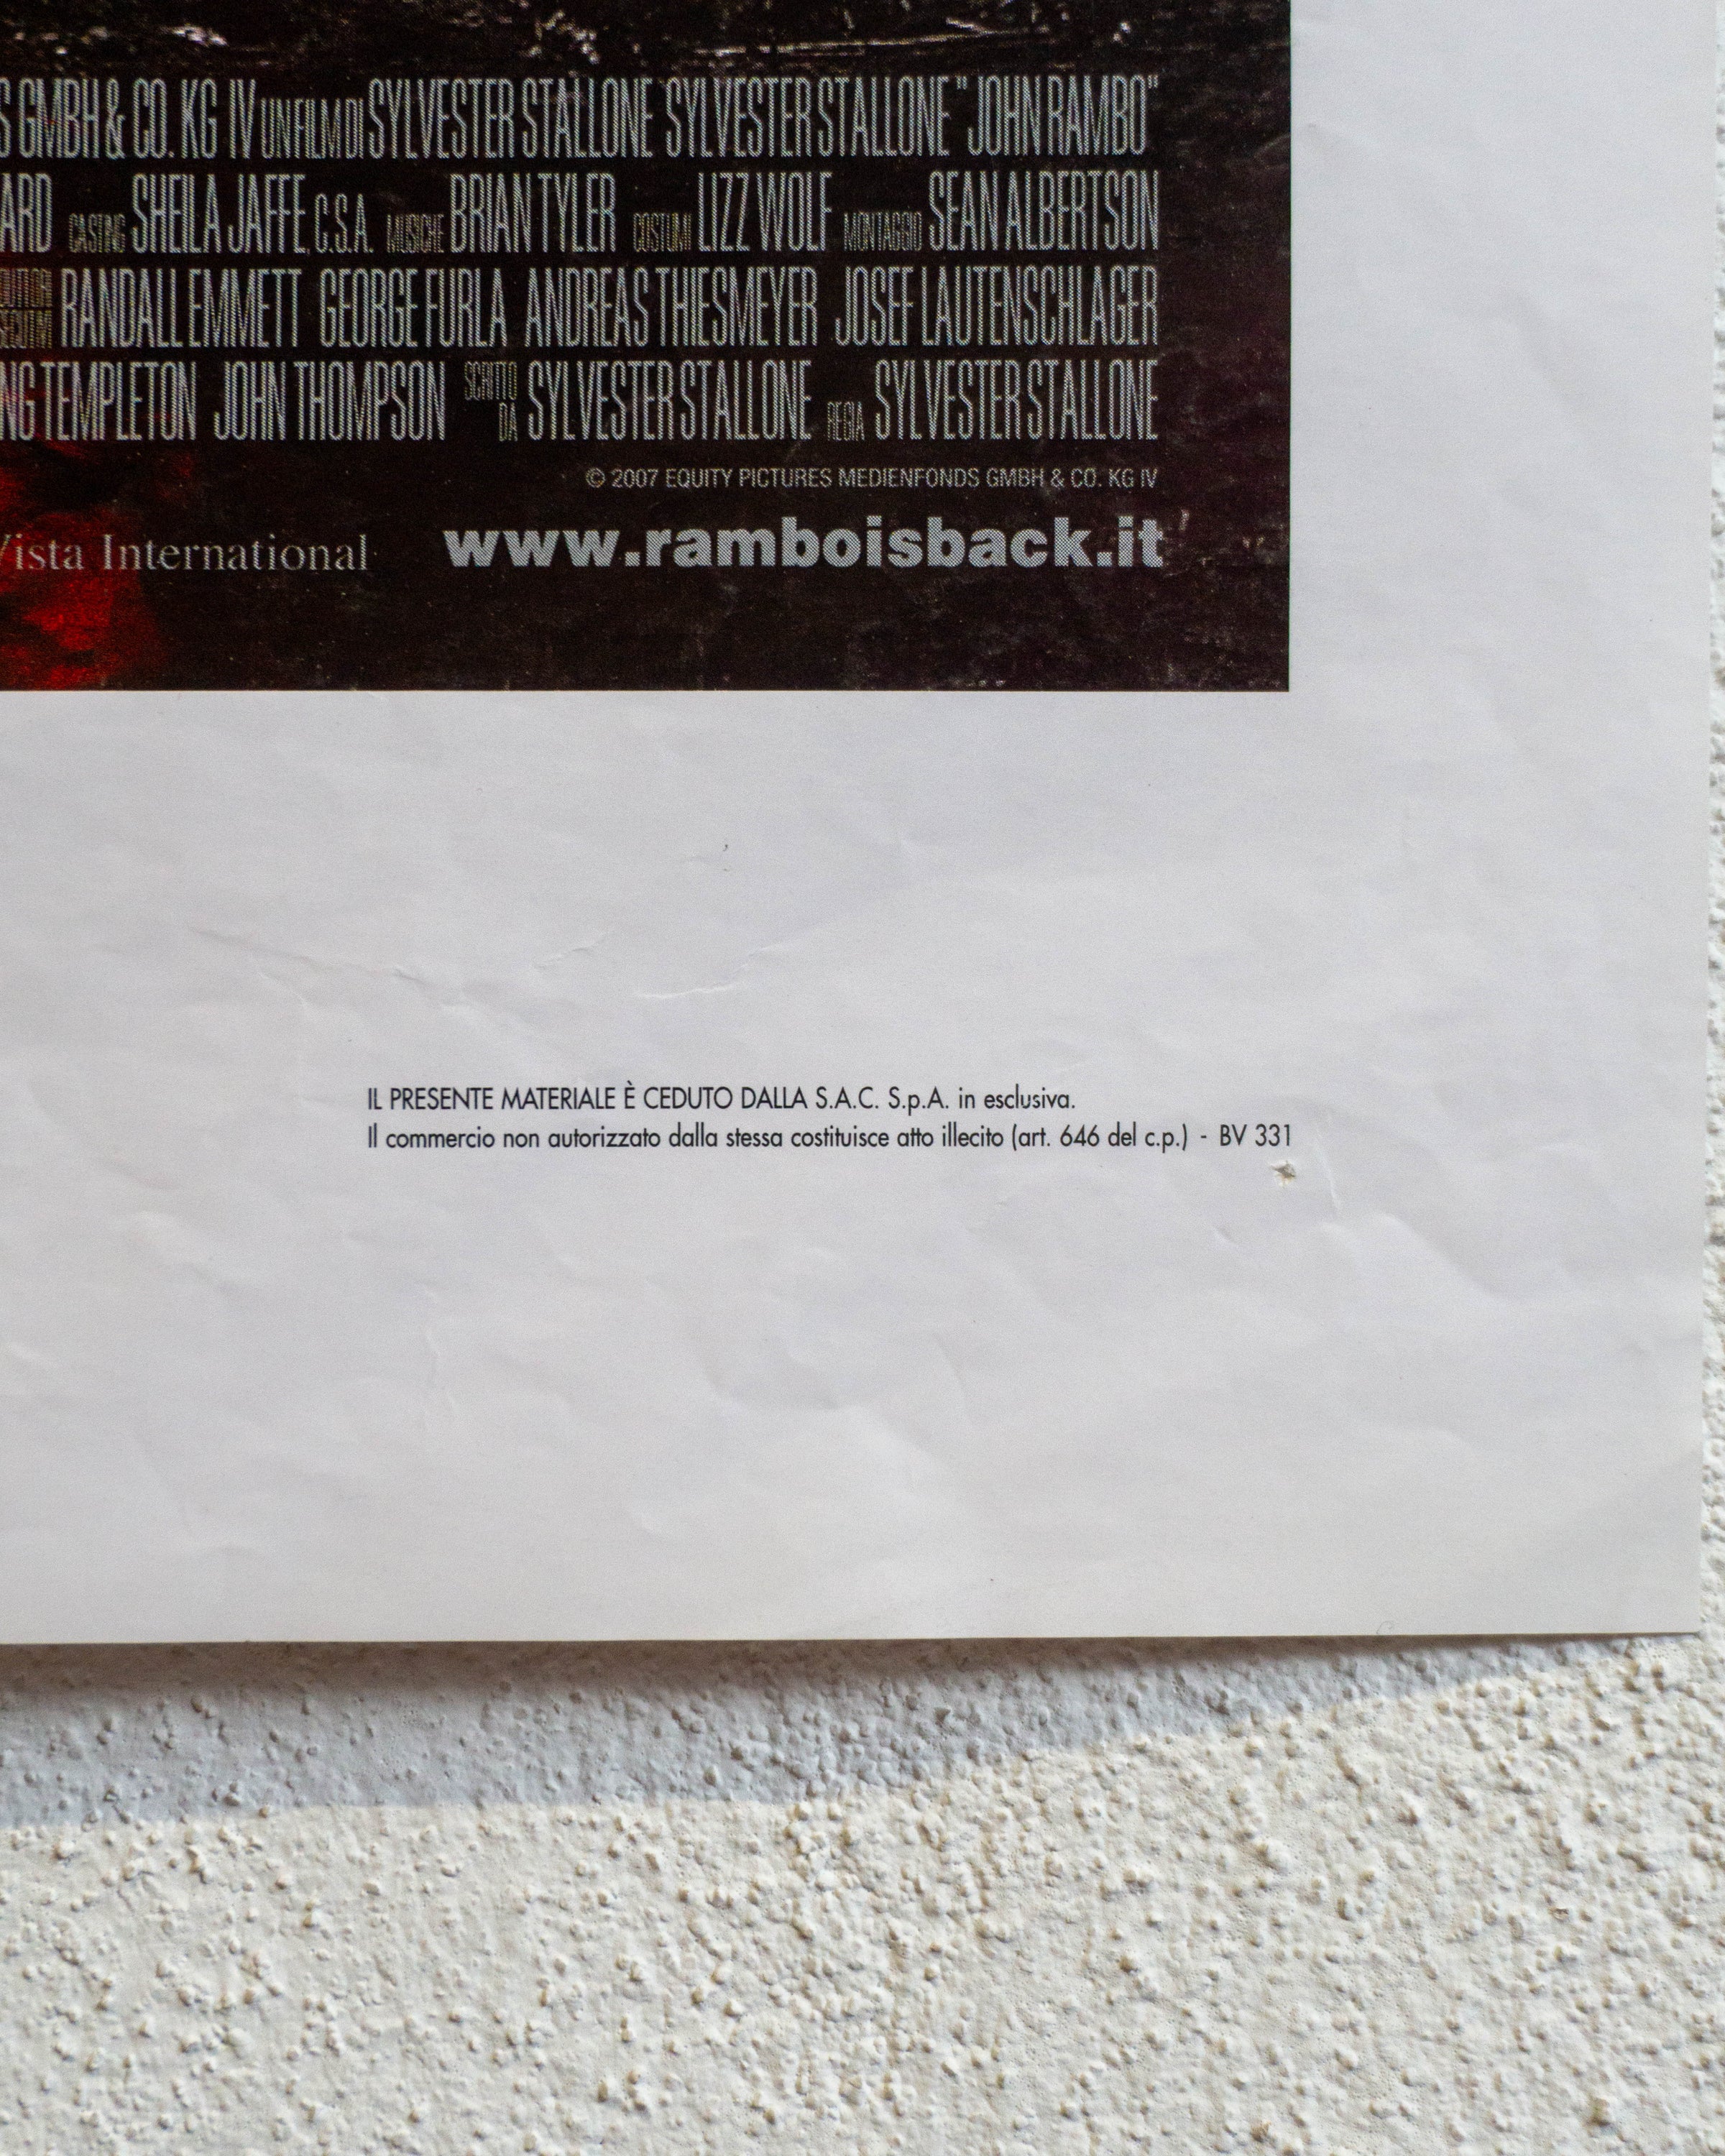 GMBH & CO. KG IV UN FILM DI SYLVESTER STALLONE SYLVESTER STALLONE "JOHN RAMBO"
CASTING SHEILA JAFFE, C.S.A. MUSICHE BRIAN TYLER COSTUMI LIZZ WOLF MONTAGGIO SEAN ALBERTSON
RANDALL EMMETT GEORGE FURLA ANDREAS THIESMEYER JOSEF LAUTENSCHLAGER
TEMPLETON JOHN THOMPSON SCRITTO DA SYLVESTER STALLONE REGIA SYLVESTER STALLONE
© 2007 EQUITY PICTURES MEDIENFONDS GMBH & CO. KG IV
Vista International www.ramboisback.it
IL PRESENTE MATERIALE È CEDUTO DALLA S.A.C. S.p.A. in esclusiva.
Il commercio non autorizzato dalla stessa costituisce atto illecito (art. 646 del c.p.) - BV 331